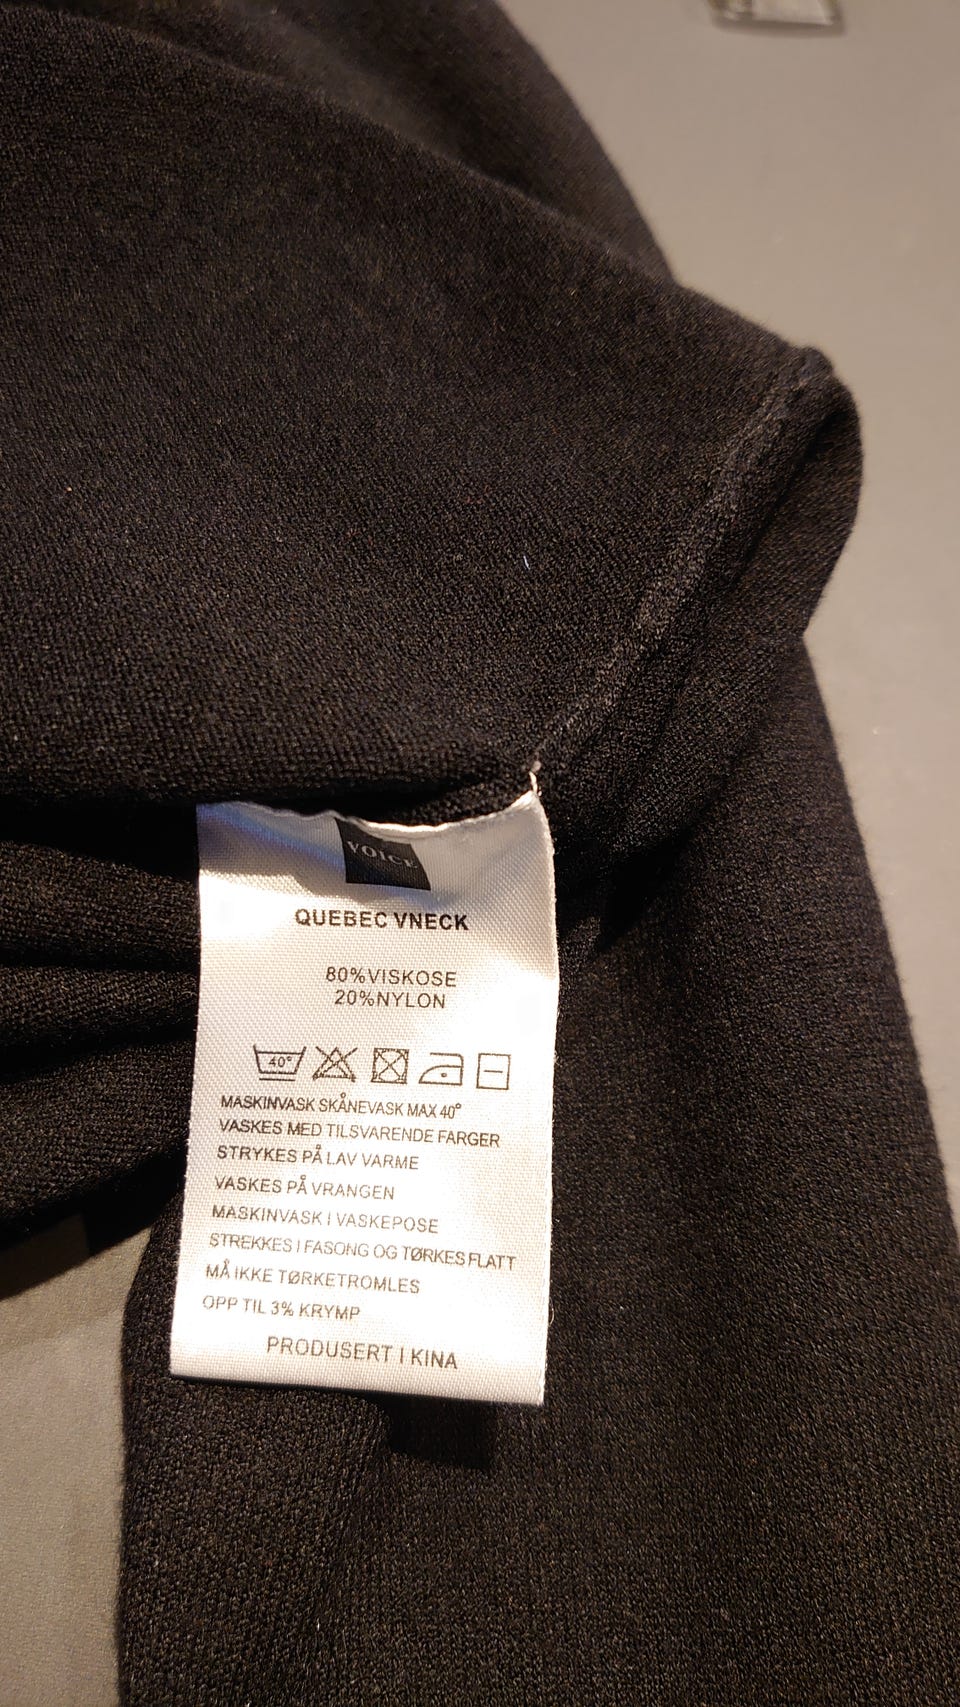 VOICE
QUEBEC VNECK
80%VISKOSE
20%NYLON
40°
MASKINVASK SKÅNEVASK MAX 40°
VASKES MED TILSVARENDE FARGER
STRYKES PÅ LAV VARME
VASKES PÅ VRANGEN
MASKINVASK I VASKEPOSE
STREKKES I FASONG OG TØRKES FLATT
MÅ IKKE TØRKETROMLES
OPP TIL 3% KRYMP
PRODUSERT I KINA